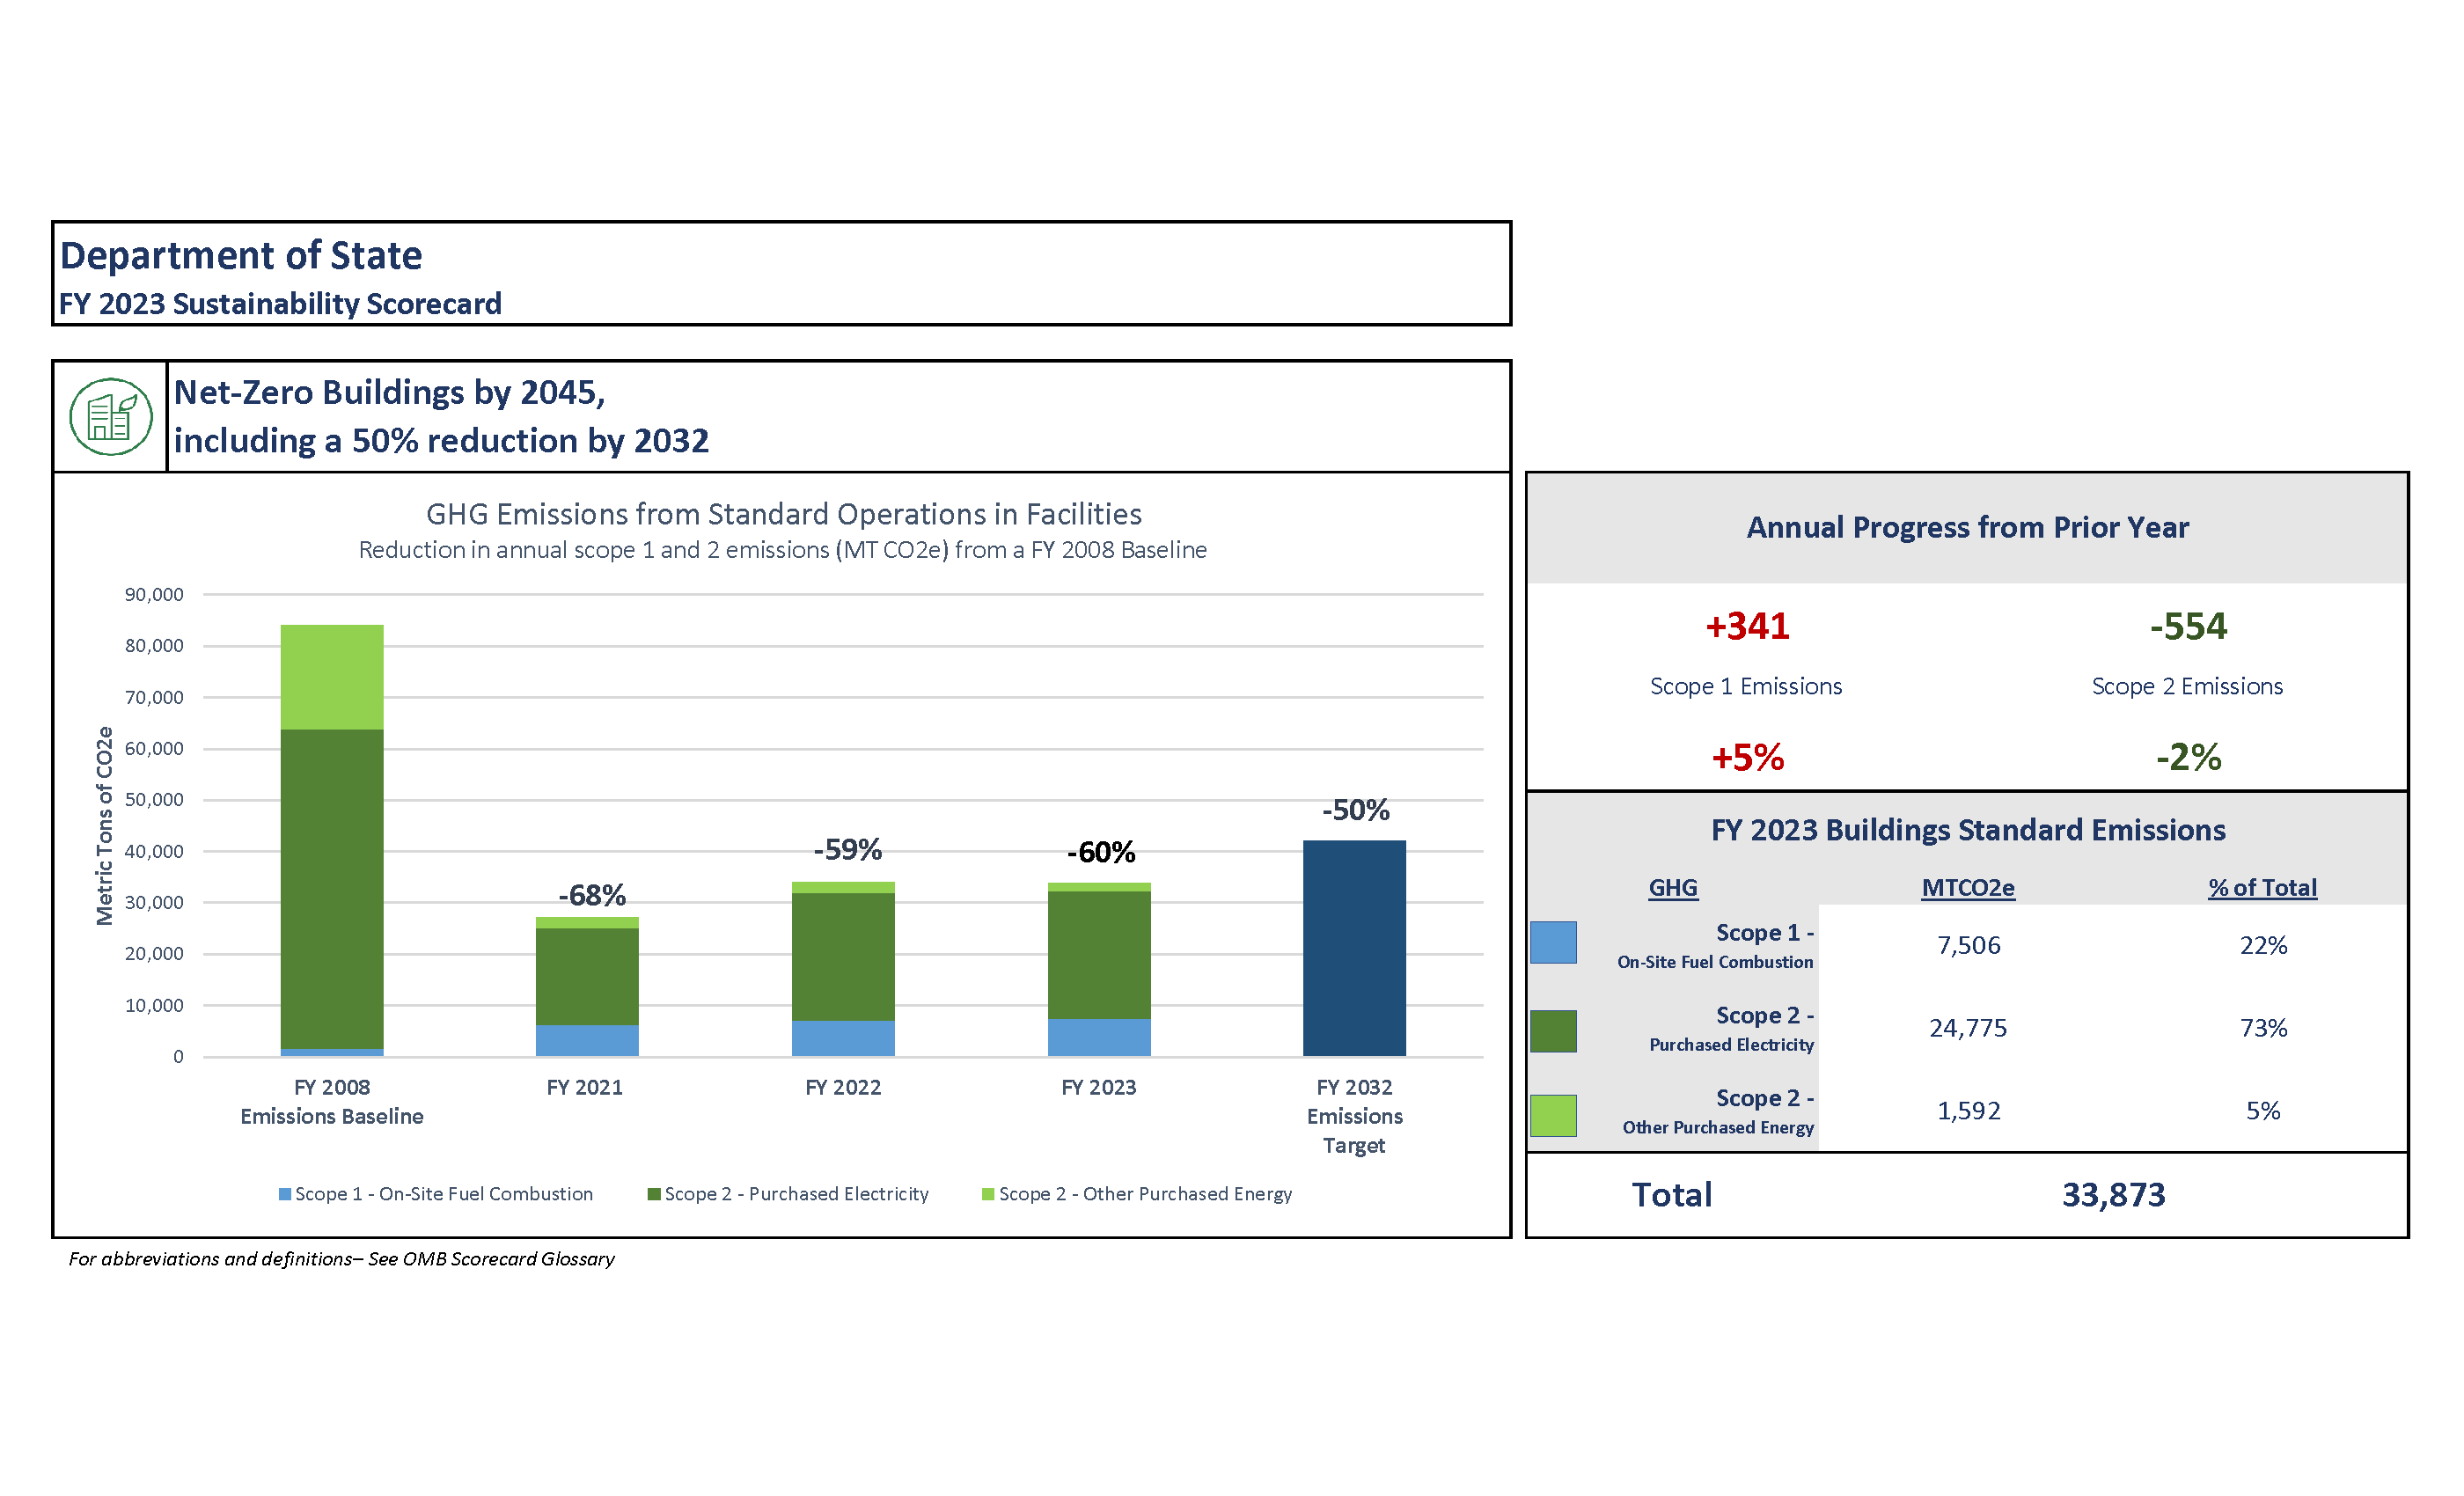 Department of State
FY 2023 Sustainability Scorecard
Net-Zero Buildings by 2045,
including a 50% reduction by 2032
GHG Emissions from Standard Operations in Facilities
Reduction in annual scope 1 and 2 emissions (MT CO2e) from a FY 2008 Baseline
Metric Tons of CO2e
90,000
80,000
70,000
60,000
50,000
40,000
30,000
20,000
10,000
0
-68%
-59%
-60%
-50%
FY 2008
Emissions Baseline
FY 2021
FY 2022
FY 2023
FY 2032
Emissions
Target
Scope 1 - On-Site Fuel Combustion
Scope 2 - Purchased Electricity
Scope 2 - Other Purchased Energy
For abbreviations and definitions– See OMB Scorecard Glossary
Annual Progress from Prior Year
+341 -554
Scope 1 Emissions Scope 2 Emissions
+5% -2%
FY 2023 Buildings Standard Emissions
GHG MTCO2e % of Total
Scope 1 -
On-Site Fuel Combustion
7,506 22%
Scope 2 -
Purchased Electricity
24,775 73%
Scope 2 -
Other Purchased Energy
1,592 5%
Total 33,873